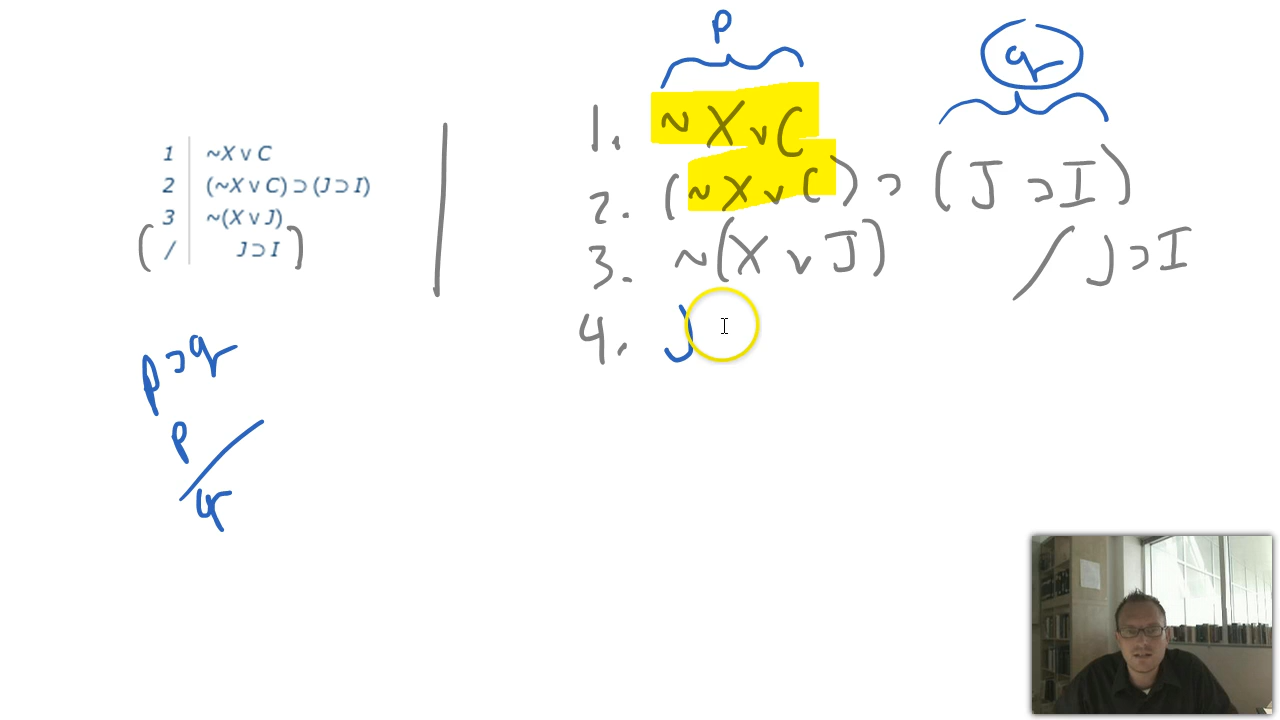 1 ~X v C
2 (~X v C) ⊃ (J ⊃ I)
3 ~(X v J)
( / J ⊃ I )
p ⊃ q
p
/ q
p
q
1. ~X v C
2. (~X v C) ⊃ (J ⊃ I)
3. ~(X v J) / J ⊃ I
4. J